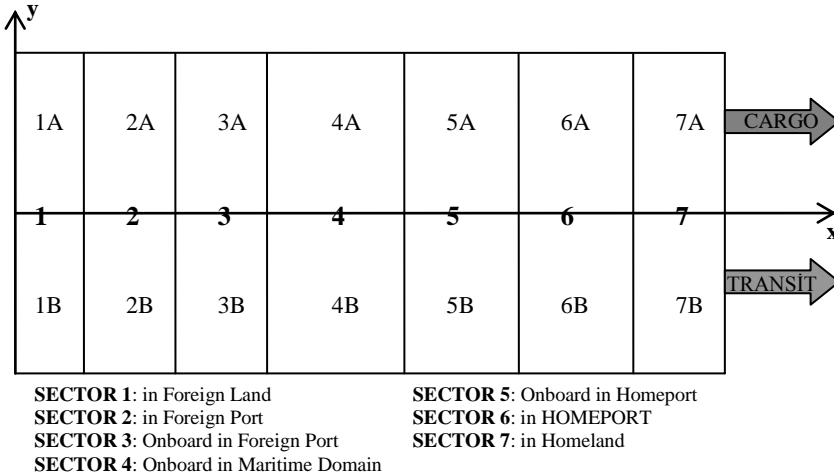 y
1A 2A 3A 4A 5A 6A 7A CARGO
1 2 3 4 5 6 7
x
1B 2B 3B 4B 5B 6B 7B TRANSİT
SECTOR 1: in Foreign Land
SECTOR 2: in Foreign Port
SECTOR 3: Onboard in Foreign Port
SECTOR 4: Onboard in Maritime Domain
SECTOR 5: Onboard in Homeport
SECTOR 6: in HOMEPORT
SECTOR 7: in Homeland